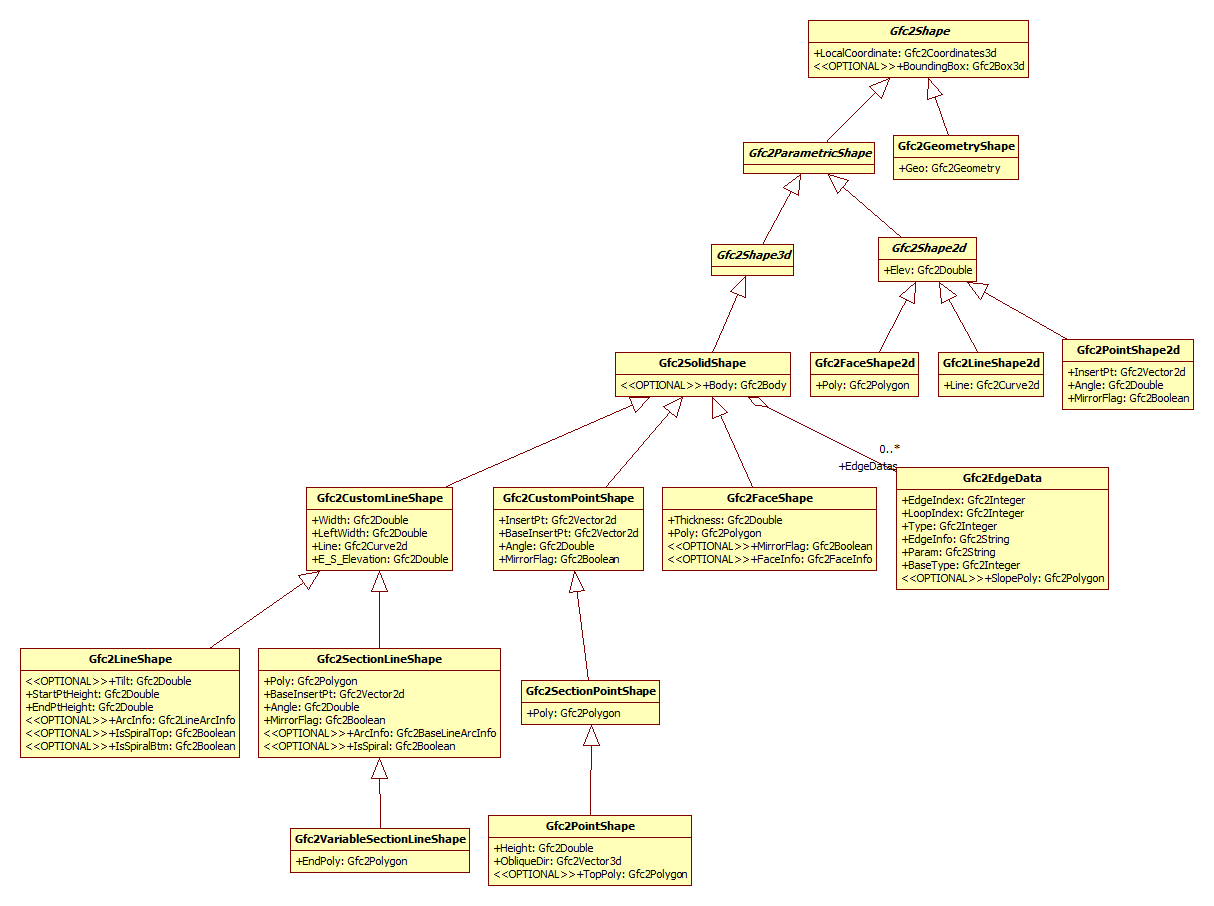 Gfc2Shape
+LocalCoordinate: Gfc2Coordinates3d
<<OPTIONAL>>+BoundingBox: Gfc2Box3d
Gfc2ParametricShape
Gfc2GeometryShape
+Geo: Gfc2Geometry
Gfc2Shape3d
Gfc2Shape2d
+Elev: Gfc2Double
Gfc2SolidShape
<<OPTIONAL>>+Body: Gfc2Body
Gfc2FaceShape2d
+Poly: Gfc2Polygon
Gfc2LineShape2d
+Line: Gfc2Curve2d
Gfc2PointShape2d
+InsertPt: Gfc2Vector2d
+Angle: Gfc2Double
+MirrorFlag: Gfc2Boolean
0..*
+EdgeDatas
Gfc2CustomLineShape
+Width: Gfc2Double
+LeftWidth: Gfc2Double
+Line: Gfc2Curve2d
+E_S_Elevation: Gfc2Double
Gfc2CustomPointShape
+InsertPt: Gfc2Vector2d
+BaseInsertPt: Gfc2Vector2d
+Angle: Gfc2Double
+MirrorFlag: Gfc2Boolean
Gfc2FaceShape
+Thickness: Gfc2Double
+Poly: Gfc2Polygon
<<OPTIONAL>>+MirrorFlag: Gfc2Boolean
<<OPTIONAL>>+FaceInfo: Gfc2FaceInfo
Gfc2EdgeData
+EdgeIndex: Gfc2Integer
+LoopIndex: Gfc2Integer
+Type: Gfc2Integer
+EdgeInfo: Gfc2String
+Param: Gfc2String
+BaseType: Gfc2Integer
<<OPTIONAL>>+SlopePoly: Gfc2Polygon
Gfc2LineShape
<<OPTIONAL>>+Tilt: Gfc2Double
+StartPtHeight: Gfc2Double
+EndPtHeight: Gfc2Double
<<OPTIONAL>>+ArcInfo: Gfc2LineArcInfo
<<OPTIONAL>>+IsSpiralTop: Gfc2Boolean
<<OPTIONAL>>+IsSpiralBtm: Gfc2Boolean
Gfc2SectionLineShape
+Poly: Gfc2Polygon
+BaseInsertPt: Gfc2Vector2d
+Angle: Gfc2Double
+MirrorFlag: Gfc2Boolean
<<OPTIONAL>>+ArcInfo: Gfc2BaseLineArcInfo
<<OPTIONAL>>+IsSpiral: Gfc2Boolean
Gfc2SectionPointShape
+Poly: Gfc2Polygon
Gfc2VariableSectionLineShape
+EndPoly: Gfc2Polygon
Gfc2PointShape
+Height: Gfc2Double
+ObliqueDir: Gfc2Vector3d
<<OPTIONAL>>+TopPoly: Gfc2Polygon